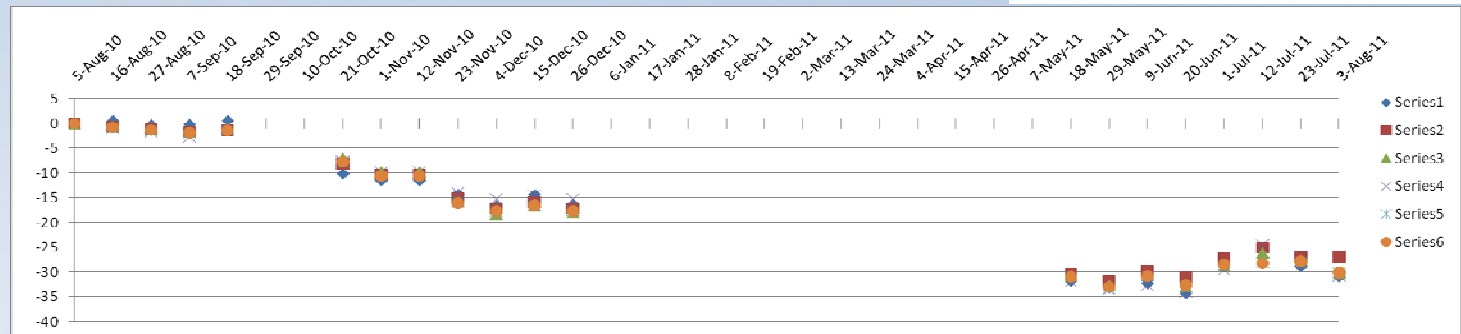 5-Aug-10
16-Aug-10
27-Aug-10
7-Sep-10
18-Sep-10
29-Sep-10
10-Oct-10
21-Oct-10
1-Nov-10
12-Nov-10
23-Nov-10
4-Dec-10
15-Dec-10
26-Dec-10
6-Jan-11
17-Jan-11
28-Jan-11
8-Feb-11
19-Feb-11
2-Mar-11
13-Mar-11
24-Mar-11
4-Apr-11
15-Apr-11
26-Apr-11
7-May-11
18-May-11
29-May-11
9-Jun-11
20-Jun-11
1-Jul-11
12-Jul-11
23-Jul-11
3-Aug-11
5
0
-5
-10
-15
-20
-25
-30
-35
-40
Series1
Series2
Series3
Series4
Series5
Series6